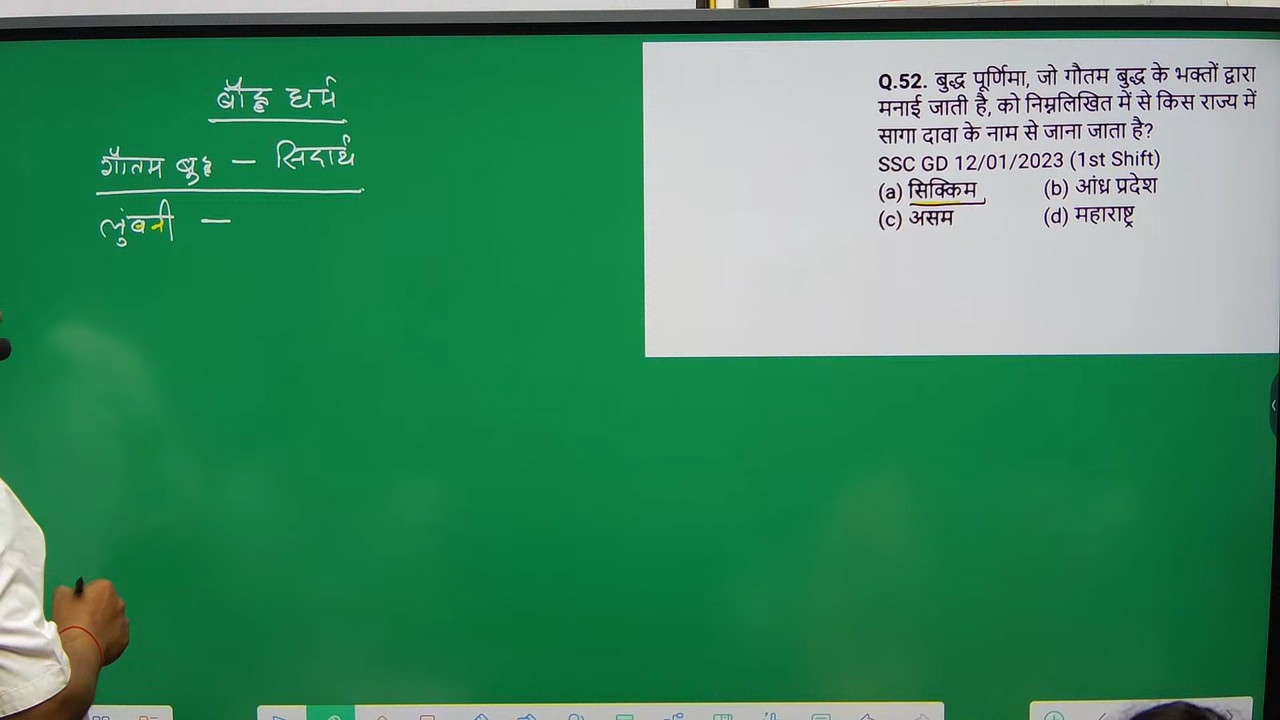 बौद्ध धर्म
गौतम बुद्ध – सिदार्थ
लुंबनी –
Q.52. बुद्ध पूर्णिमा, जो गौतम बुद्ध के भक्तों द्वारा
मनाई जाती है, को निम्नलिखित में से किस राज्य में
सागा दावा के नाम से जाना जाता है?
SSC GD 12/01/2023 (1st Shift)
(a) सिक्किम (b) आंध्र प्रदेश
(c) असम (d) महाराष्ट्र